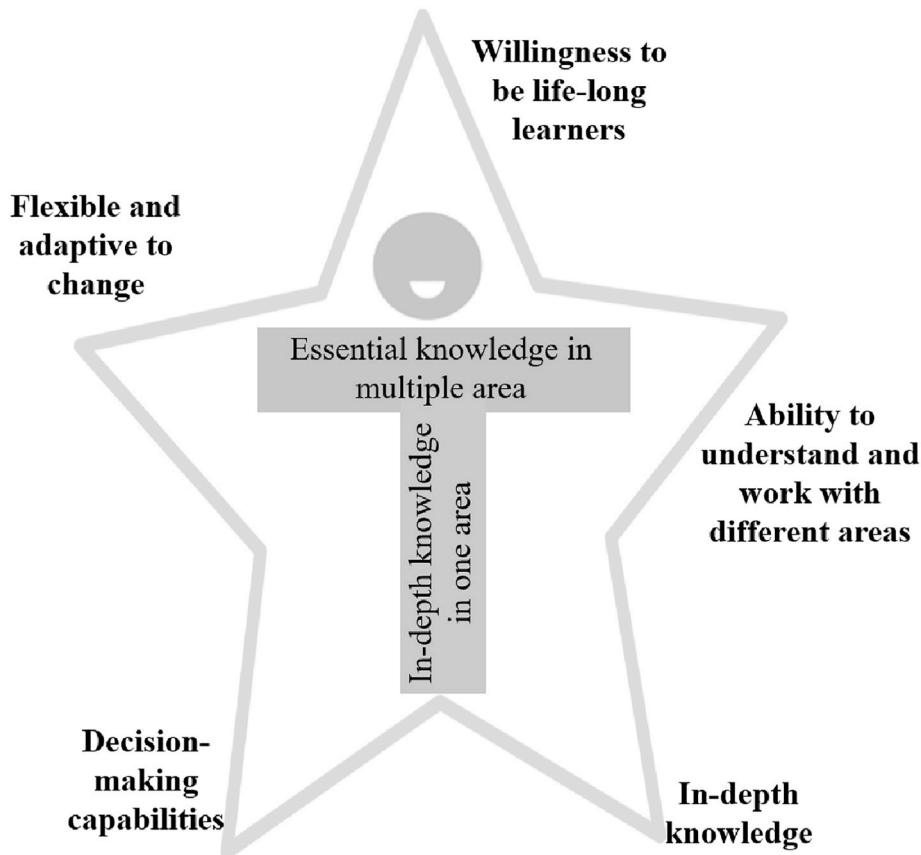 Willingness to
be life-long
learners
Flexible and
adaptive to
change
Essential knowledge in
multiple area
In-depth knowledge
in one area
Ability to
understand and
work with
different areas
Decision-
making
capabilities
In-depth
knowledge